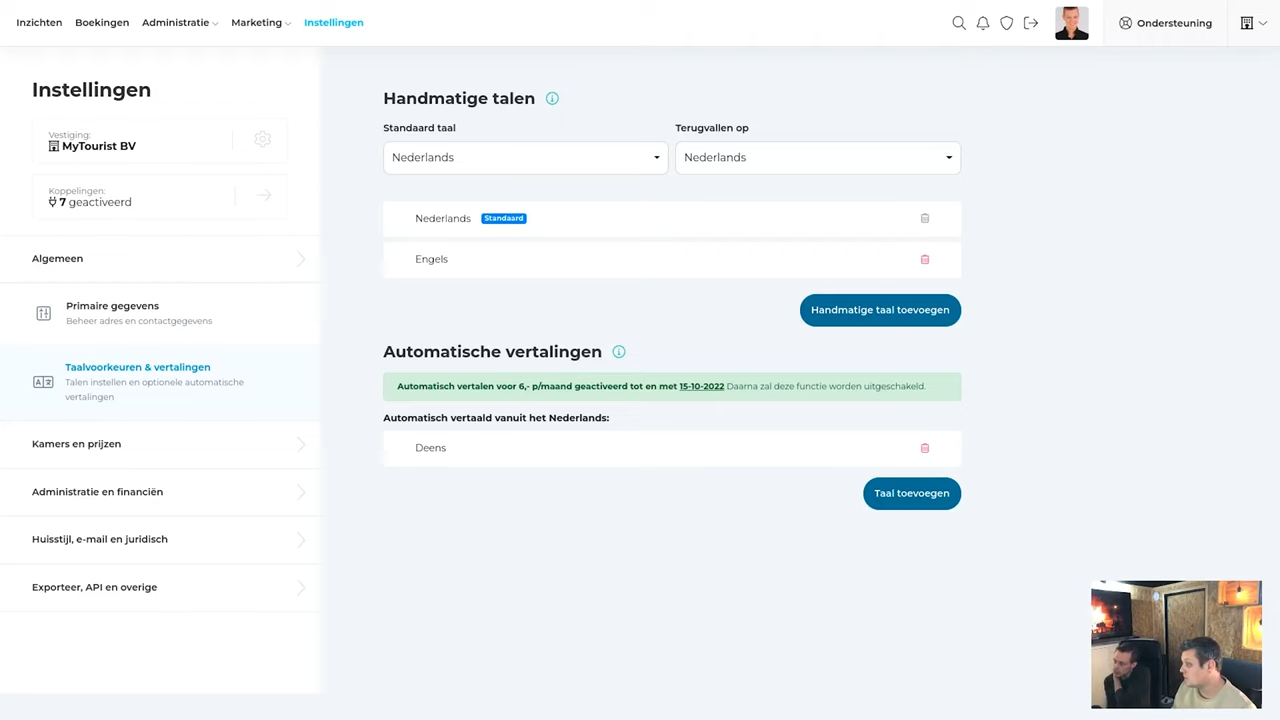 Inzichten Boekingen Administratie Marketing Instellingen Ondersteuning
Instellingen
Vestiging:
MyTourist BV
Koppelingen:
7 geactiveerd
Algemeen
Primaire gegevens
Beheer adres en contactgegevens
Taalvoorkeuren & vertalingen
Talen instellen en optionele automatische
vertalingen
Kamers en prijzen
Administratie en financiën
Huisstijl, e-mail en juridisch
Exporteer, API en overige
Handmatige talen
Standaard taal Terugvallen op
Nederlands Nederlands
Nederlands Standaard
Engels
Handmatige taal toevoegen
Automatische vertalingen
Automatisch vertalen voor 6,- p/maand geactiveerd tot en met 15-10-2022 Daarna zal deze functie worden uitgeschakeld.
Automatisch vertaald vanuit het Nederlands:
Deens
Taal toevoegen